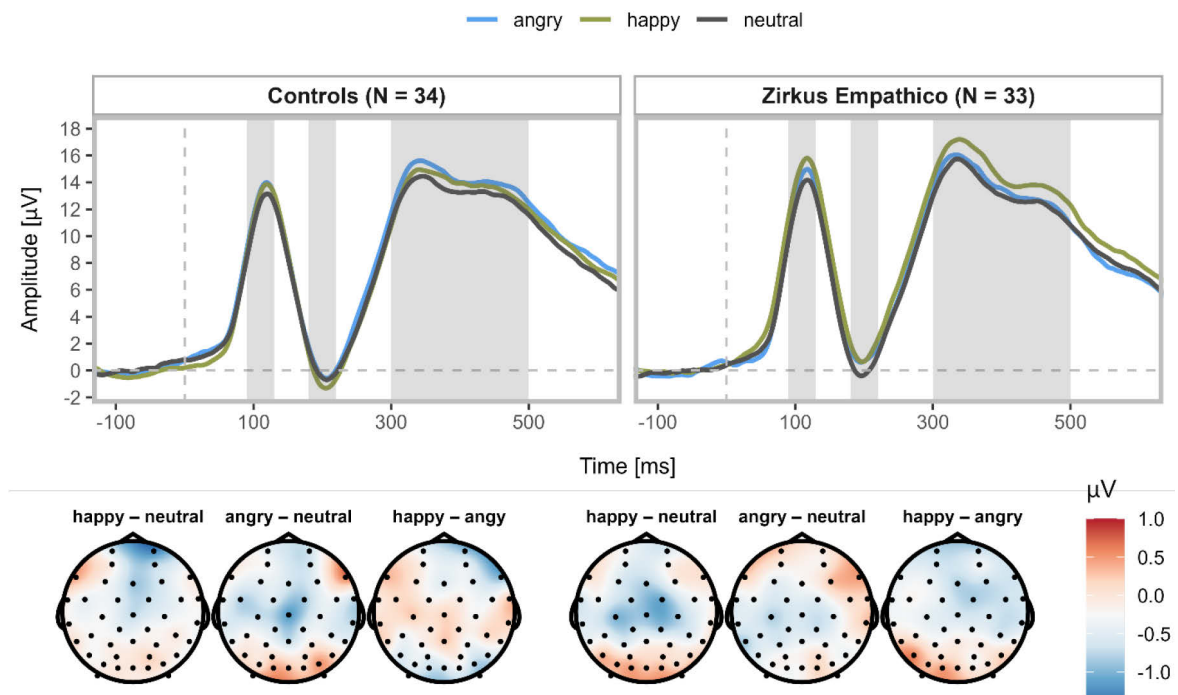 angry happy neutral
Controls (N = 34) Zirkus Empathico (N = 33)
18
16
14
12
10
8
6
4
2
0
-2
Amplitude [µV]
-100 100 300 500 -100 100 300 500
Time [ms]
µV
happy – neutral angry – neutral happy – angy happy – neutral angry – neutral happy – angry
1.0
0.5
0.0
-0.5
-1.0